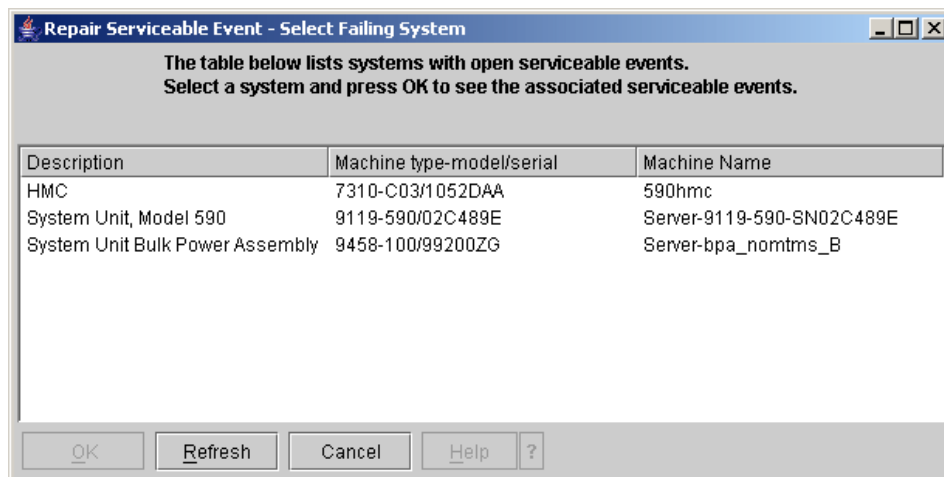 Repair Serviceable Event - Select Failing System
The table below lists systems with open serviceable events.
Select a system and press OK to see the associated serviceable events.
Description Machine type-model/serial Machine Name
HMC 7310-C03/1052DAA 590hmc
System Unit, Model 590 9119-590/02C489E Server-9119-590-SN02C489E
System Unit Bulk Power Assembly 9458-100/99200ZG Server-bpa_nomtms_B
OK Refresh Cancel Help ?